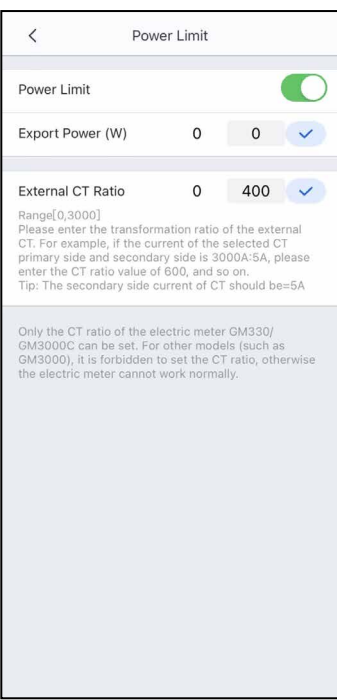 Power Limit
Power Limit
Export Power (W) 0 0
External CT Ratio 0 400
Range[0,3000]
Please enter the transformation ratio of the external
CT. For example, if the current of the selected CT
primary side and secondary side is 3000A:5A, please
enter the CT ratio value of 600, and so on.
Tip: The secondary side current of CT should be=5A
Only the CT ratio of the electric meter GM330/
GM3000C can be set. For other models (such as
GM3000), it is forbidden to set the CT ratio, otherwise
the electric meter cannot work normally.